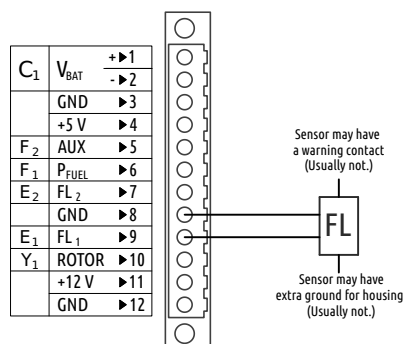 C1 VBAT +▶1
-▶2
GND ▶3
+5 V ▶4
F2 AUX ▶5
F1 PFUEL ▶6
E2 FL2 ▶7
GND ▶8
E1 FL1 ▶9
Y1 ROTOR ▶10
+12 V ▶11
GND ▶12
Sensor may have
a warning contact
(Usually not.)
FL
Sensor may have
extra ground for housing
(Usually not.)